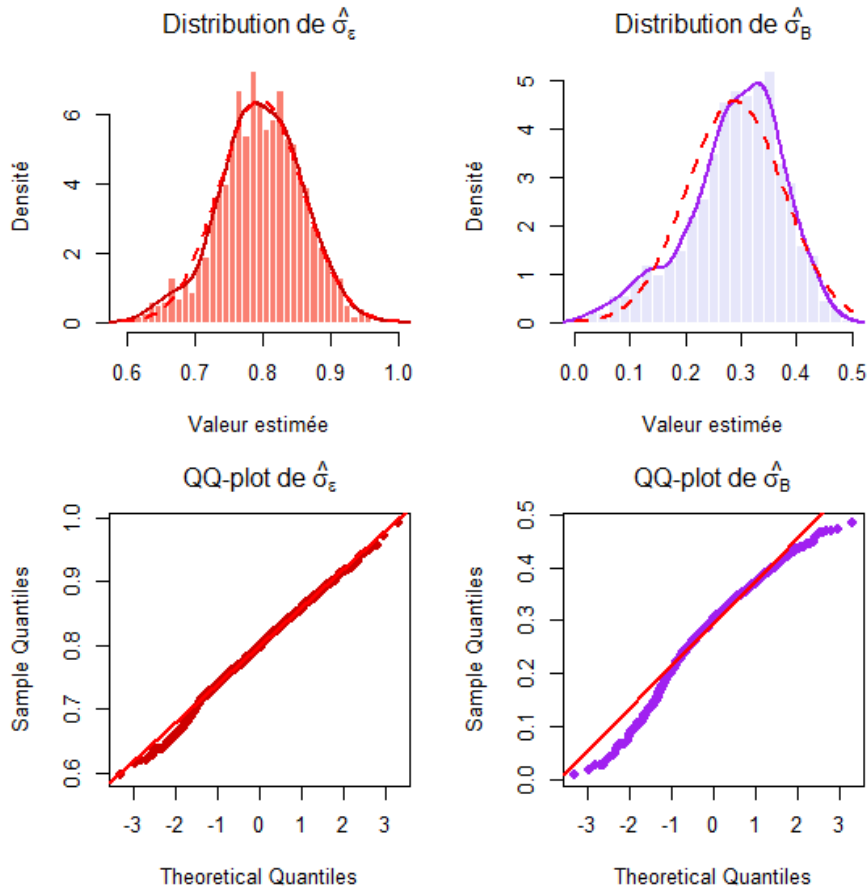 Distribution de σ̂ε
Densité
0 2 4 6
0.6 0.7 0.8 0.9 1.0
Valeur estimée
Distribution de σ̂B
Densité
0 1 2 3 4 5
0.0 0.1 0.2 0.3 0.4 0.5
Valeur estimée
QQ-plot de σ̂ε
Sample Quantiles
0.6 0.7 0.8 0.9 1.0
-3 -2 -1 0 1 2 3
Theoretical Quantiles
QQ-plot de σ̂B
Sample Quantiles
0.0 0.1 0.2 0.3 0.4 0.5
-3 -2 -1 0 1 2 3
Theoretical Quantiles